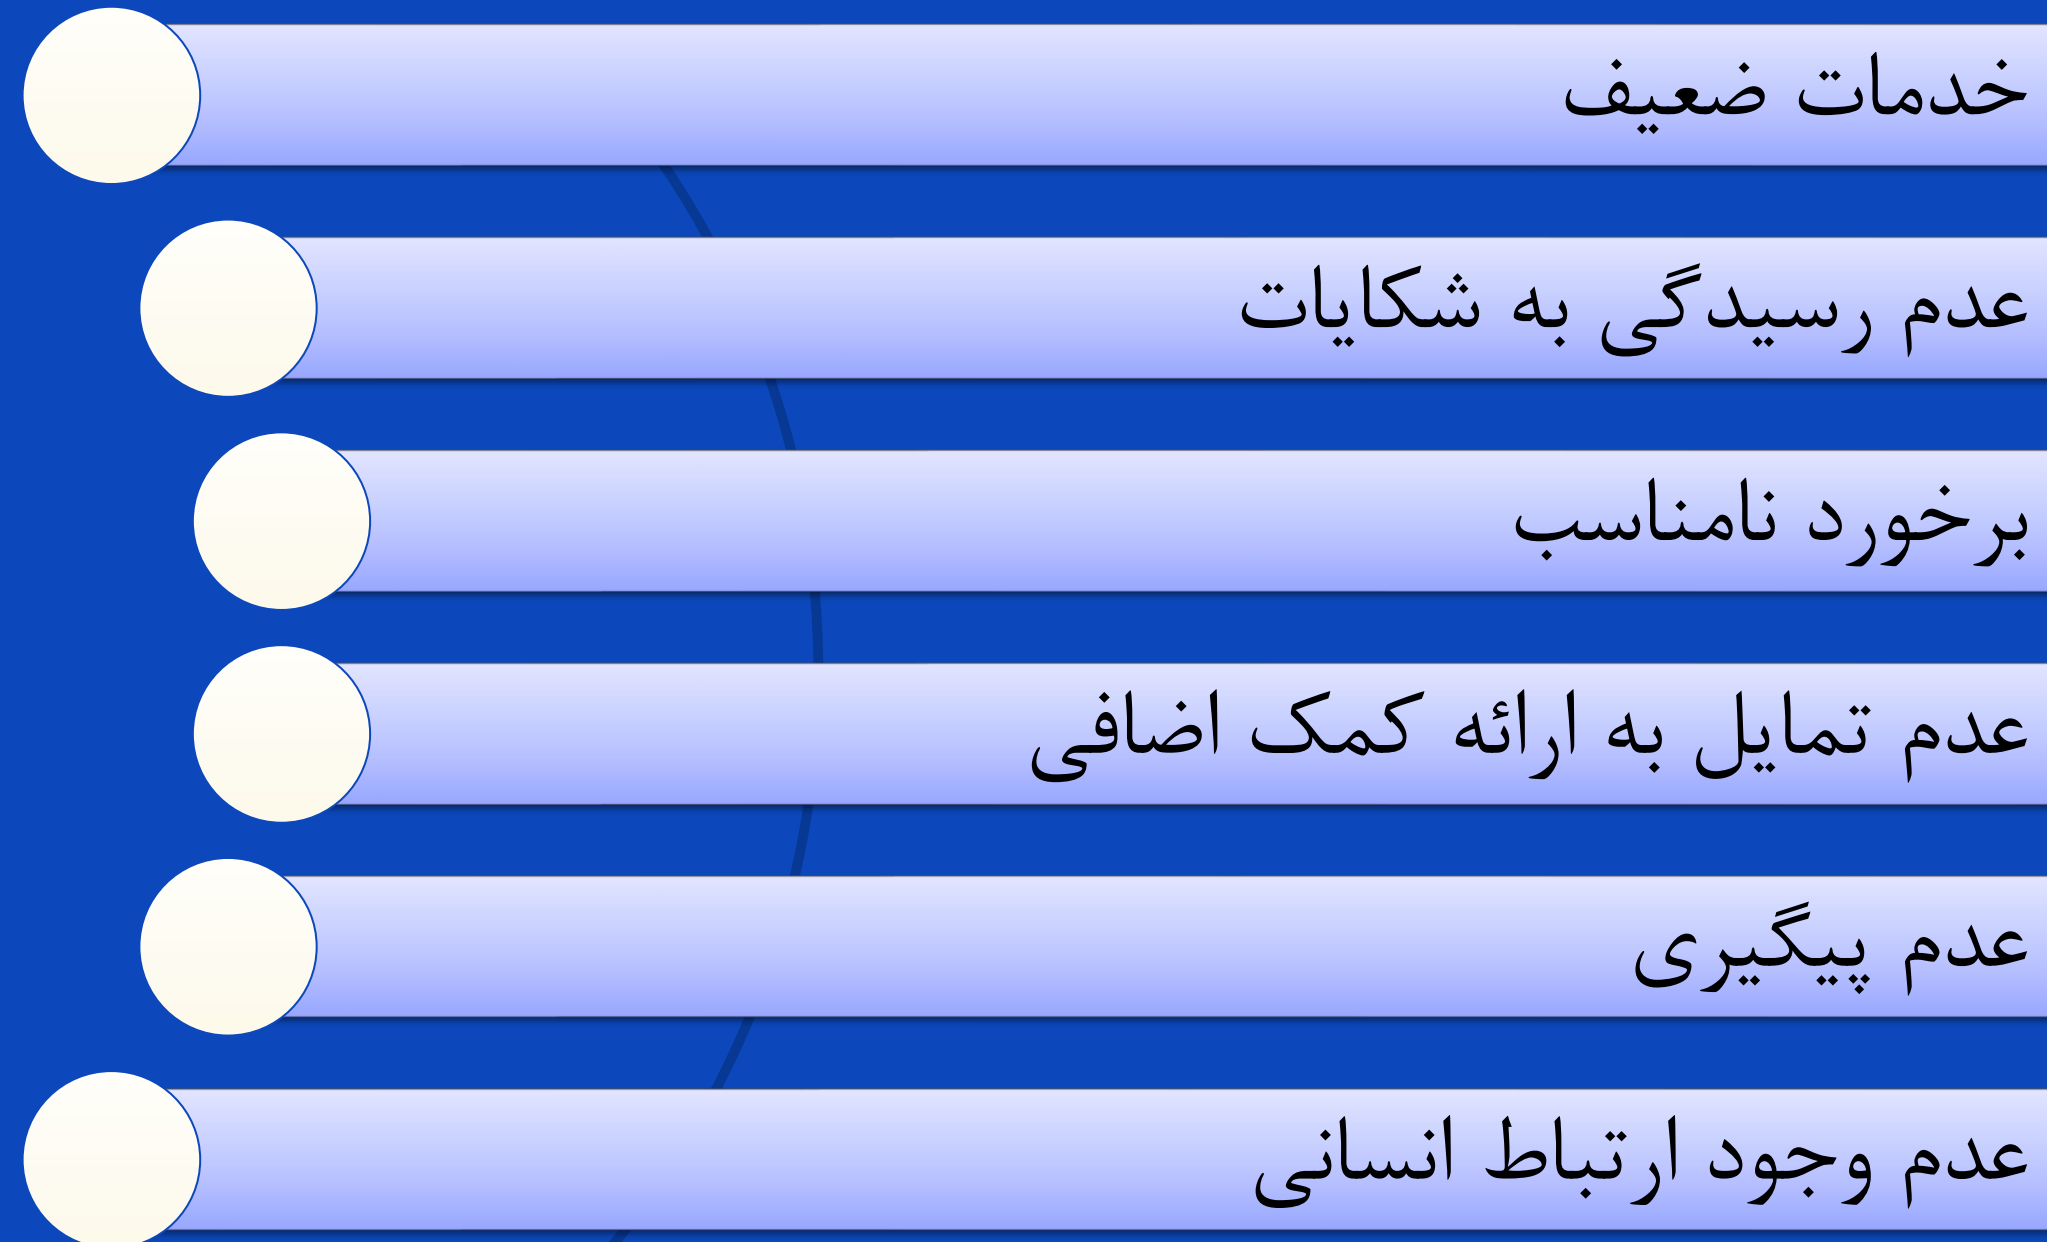 خدمات ضعیف
عدم رسیدگی به شکایات
برخورد نامناسب
عدم تمایل به ارائه کمک اضافی
عدم پیگیری
عدم وجود ارتباط انسانی